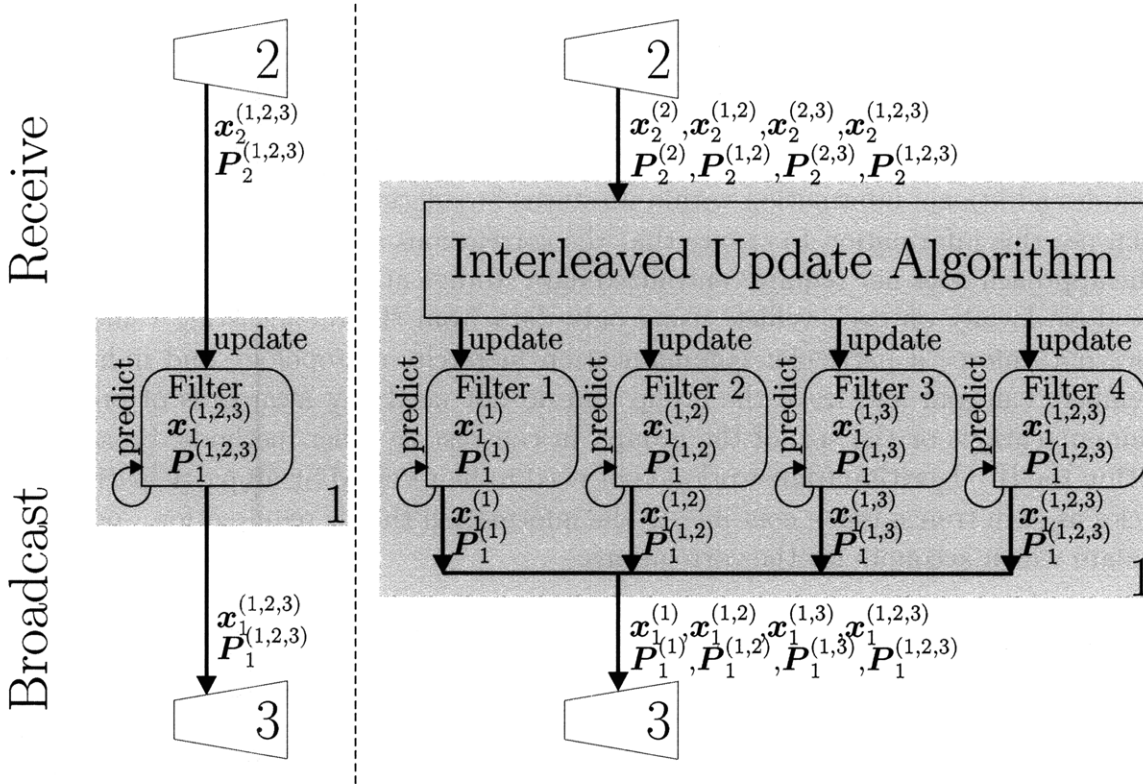 Receive
Broadcast
2
x_2^{(1,2,3)}
P_2^{(1,2,3)}
update
predict
Filter
x_1^{(1,2,3)}
P_1^{(1,2,3)}
1
x_1^{(1,2,3)}
P_1^{(1,2,3)}
3
2
x_2^{(2)},x_2^{(1,2)},x_2^{(2,3)},x_2^{(1,2,3)}
P_2^{(2)},P_2^{(1,2)},P_2^{(2,3)},P_2^{(1,2,3)}
Interleaved Update Algorithm
update update update update
predict
Filter 1
x_1^{(1)}
P_1^{(1)}
x_1^{(1)}
P_1^{(1)}
predict
Filter 2
x_1^{(1,2)}
P_1^{(1,2)}
x_1^{(1,2)}
P_1^{(1,2)}
predict
Filter 3
x_1^{(1,3)}
P_1^{(1,3)}
x_1^{(1,3)}
P_1^{(1,3)}
predict
Filter 4
x_1^{(1,2,3)}
P_1^{(1,2,3)}
x_1^{(1,2,3)}
P_1^{(1,2,3)}
1
x_1^{(1)},x_1^{(1,2)},x_1^{(1,3)},x_1^{(1,2,3)}
P_1^{(1)},P_1^{(1,2)},P_1^{(1,3)},P_1^{(1,2,3)}
3